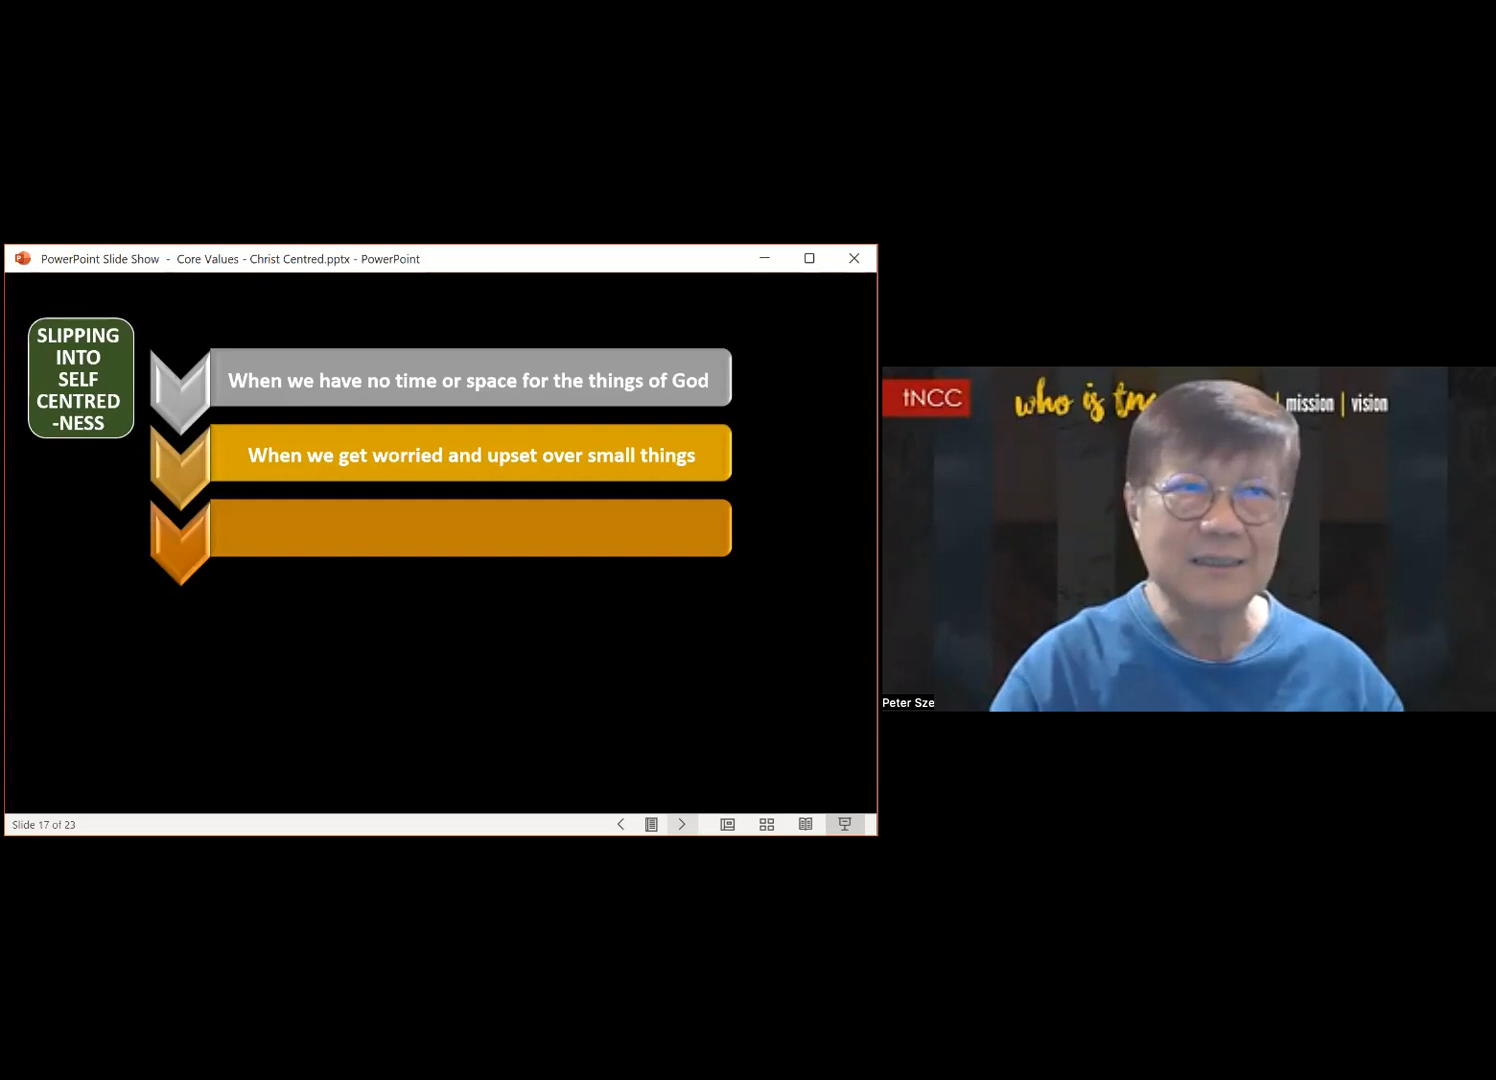 PowerPoint Slide Show - Core Values - Christ Centred.pptx - PowerPoint
SLIPPING
INTO
SELF
CENTRED
-NESS
When we have no time or space for the things of God
When we get worried and upset over small things
Slide 17 of 23
tNCC
who is tnc
| mission | vision
Peter Sze